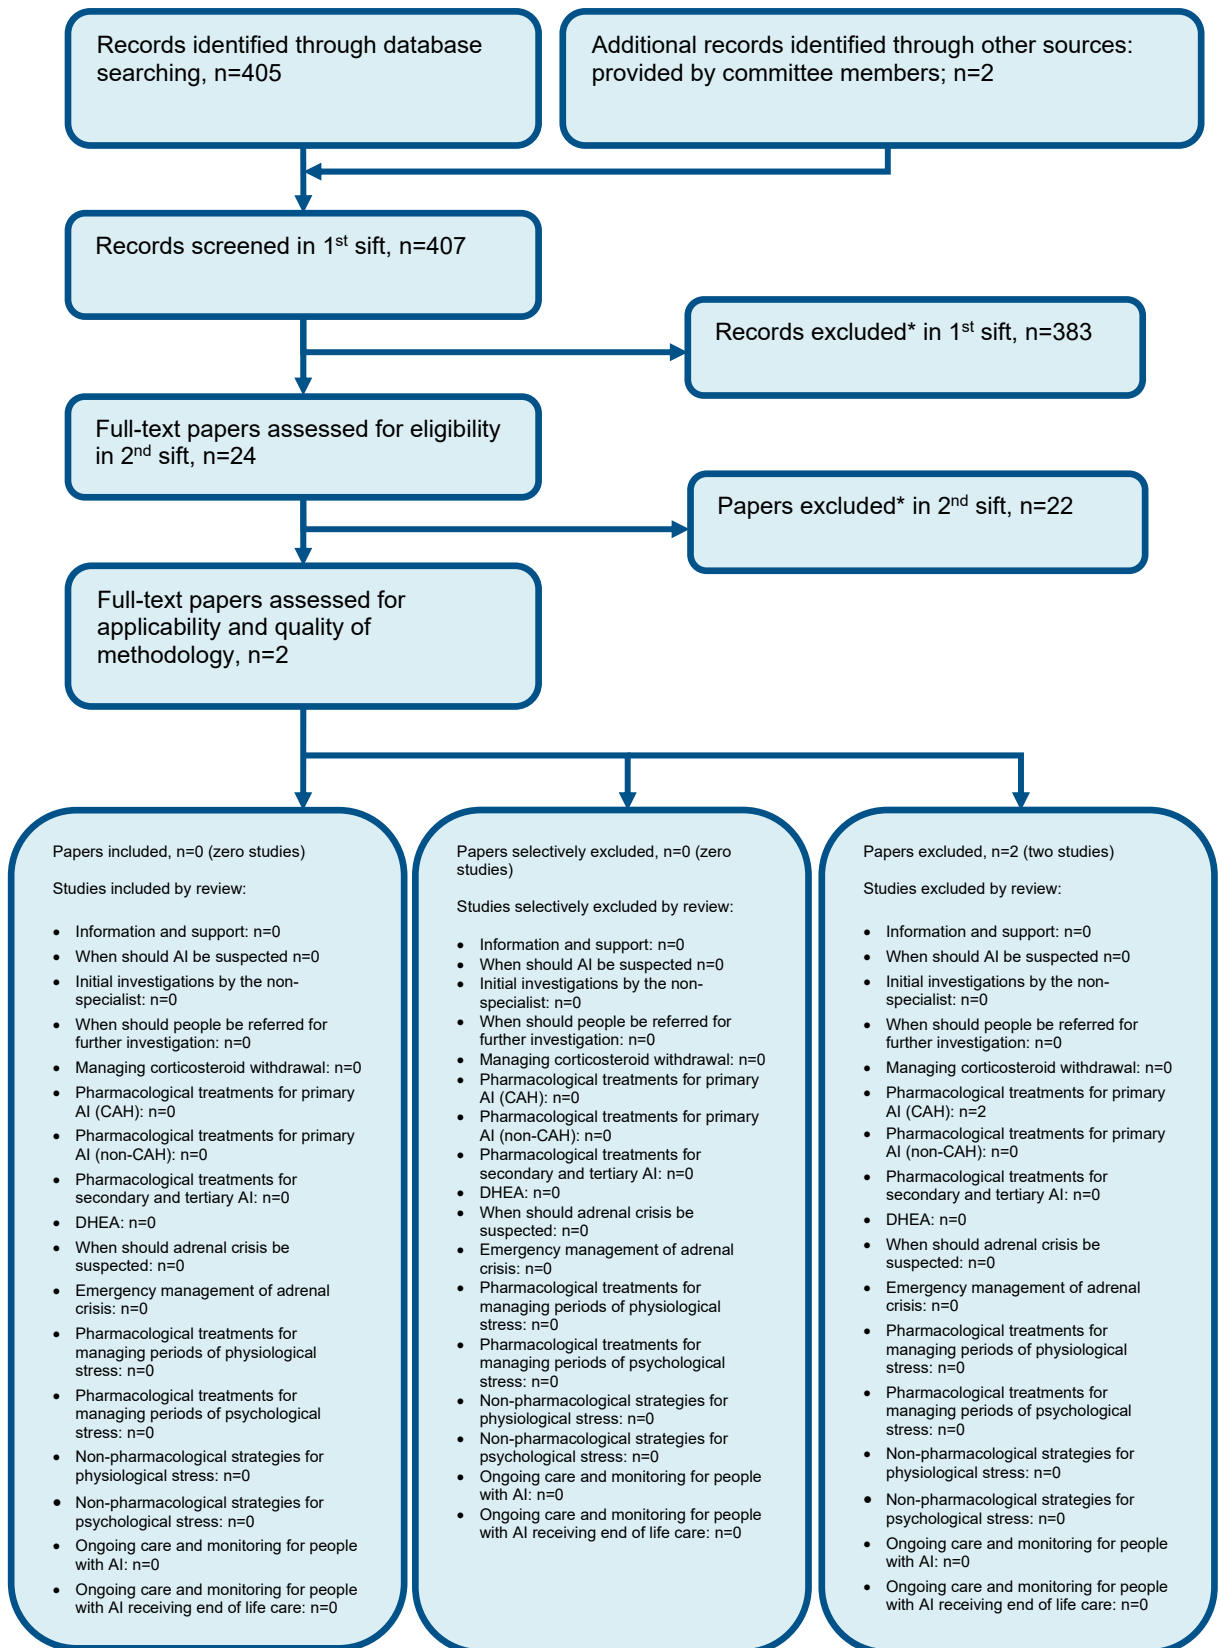 Records identified through database
searching, n=405
Additional records identified through other sources:
provided by committee members; n=2
Records screened in 1st sift, n=407
Records excluded* in 1st sift, n=383
Full-text papers assessed for eligibility
in 2nd sift, n=24
Papers excluded* in 2nd sift, n=22
Full-text papers assessed for
applicability and quality of
methodology, n=2
Papers included, n=0 (zero studies)
Studies included by review:
• Information and support: n=0
• When should AI be suspected n=0
• Initial investigations by the non-
specialist: n=0
• When should people be referred for
further investigation: n=0
• Managing corticosteroid withdrawal: n=0
• Pharmacological treatments for primary
AI (CAH): n=0
• Pharmacological treatments for primary
AI (non-CAH): n=0
• Pharmacological treatments for
secondary and tertiary AI: n=0
• DHEA: n=0
• When should adrenal crisis be
suspected: n=0
• Emergency management of adrenal
crisis: n=0
• Pharmacological treatments for
managing periods of physiological
stress: n=0
• Pharmacological treatments for
managing periods of psychological
stress: n=0
• Non-pharmacological strategies for
physiological stress: n=0
• Non-pharmacological strategies for
psychological stress: n=0
• Ongoing care and monitoring for people
with AI: n=0
• Ongoing care and monitoring for people
with AI receiving end of life care: n=0
Papers selectively excluded, n=0 (zero
studies)
Studies selectively excluded by review:
• Information and support: n=0
• When should AI be suspected n=0
• Initial investigations by the non-
specialist: n=0
• When should people be referred for
further investigation: n=0
• Managing corticosteroid withdrawal: n=0
• Pharmacological treatments for primary
AI (CAH): n=0
• Pharmacological treatments for primary
AI (non-CAH): n=0
• Pharmacological treatments for
secondary and tertiary AI: n=0
• DHEA: n=0
• When should adrenal crisis be
suspected: n=0
• Emergency management of adrenal
crisis: n=0
• Pharmacological treatments for
managing periods of physiological
stress: n=0
• Pharmacological treatments for
managing periods of psychological
stress: n=0
• Non-pharmacological strategies for
physiological stress: n=0
• Non-pharmacological strategies for
psychological stress: n=0
• Ongoing care and monitoring for people
with AI: n=0
• Ongoing care and monitoring for people
with AI receiving end of life care: n=0
Papers excluded, n=2 (two studies)
Studies excluded by review:
• Information and support: n=0
• When should AI be suspected n=0
• Initial investigations by the non-
specialist: n=0
• When should people be referred for
further investigation: n=0
• Managing corticosteroid withdrawal: n=0
• Pharmacological treatments for primary
AI (CAH): n=2
• Pharmacological treatments for primary
AI (non-CAH): n=0
• Pharmacological treatments for
secondary and tertiary AI: n=0
• DHEA: n=0
• When should adrenal crisis be
suspected: n=0
• Emergency management of adrenal
crisis: n=0
• Pharmacological treatments for
managing periods of physiological
stress: n=0
• Pharmacological treatments for
managing periods of psychological
stress: n=0
• Non-pharmacological strategies for
physiological stress: n=0
• Non-pharmacological strategies for
psychological stress: n=0
• Ongoing care and monitoring for people
with AI: n=0
• Ongoing care and monitoring for people
with AI receiving end of life care: n=0